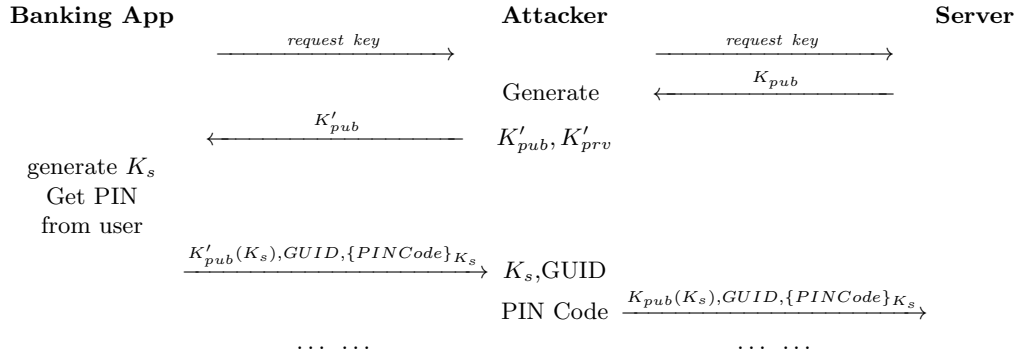 Banking App Attacker Server
request key request key
Generate K_pub
K'_pub K'_pub, K'_prv
generate K_s
Get PIN
from user
K'_pub(K_s),GUID,{PINCode}_K_s K_s,GUID
PIN Code K_pub(K_s),GUID,{PINCode}_K_s
... ... ... ...